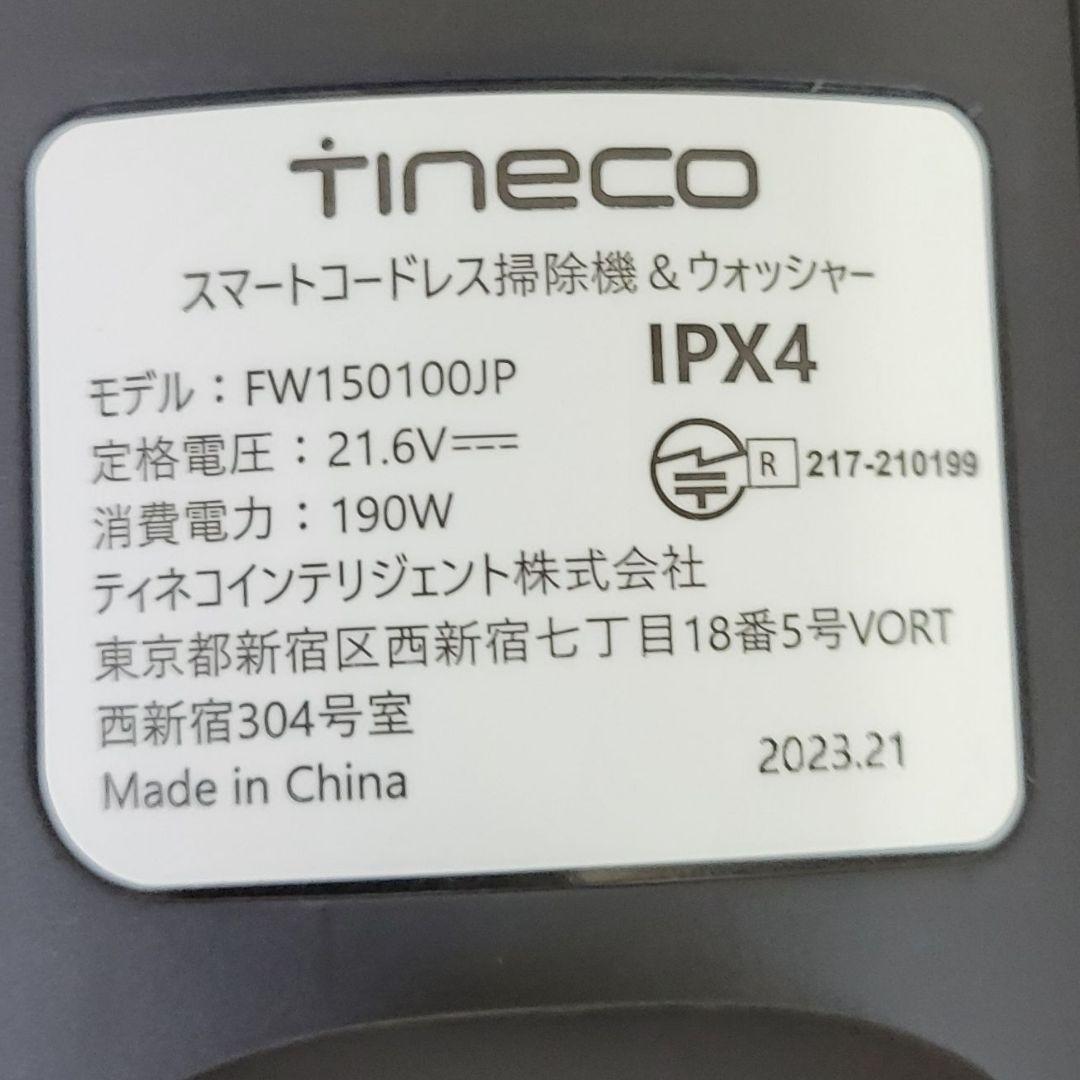 TINECO
スマートコードレス掃除機＆ウォッシャー
IPX4
モデル：FW150100JP
定格電圧：21.6V⎓
R 217-210199
消費電力：190W
ティネコインテリジェント株式会社
東京都新宿区西新宿七丁目18番5号VORT
西新宿304号室
2023.21
Made in China